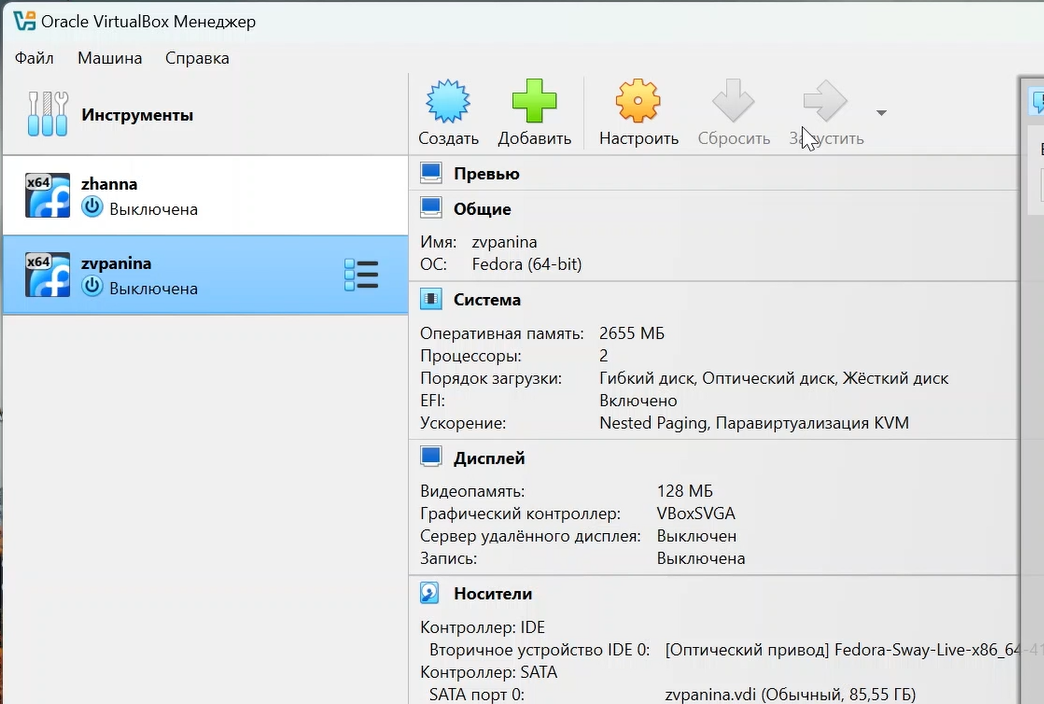 Oracle VirtualBox Менеджер
Файл Машина Справка
Инструменты
Создать Добавить Настроить Сбросить Запустить
x64 zhanna
Выключена
x64 zvpanina
Выключена
Превью
Общие
Имя: zvpanina
ОС: Fedora (64-bit)
Система
Оперативная память: 2655 МБ
Процессоры: 2
Порядок загрузки: Гибкий диск, Оптический диск, Жёсткий диск
EFI: Включено
Ускорение: Nested Paging, Паравиртуализация KVM
Дисплей
Видеопамять: 128 МБ
Графический контроллер: VBoxSVGA
Сервер удалённого дисплея: Выключен
Запись: Выключена
Носители
Контроллер: IDE
Вторичное устройство IDE 0: [Оптический привод] Fedora-Sway-Live-x86_64-41
Контроллер: SATA
SATA порт 0: zvpanina.vdi (Обычный, 85,55 ГБ)